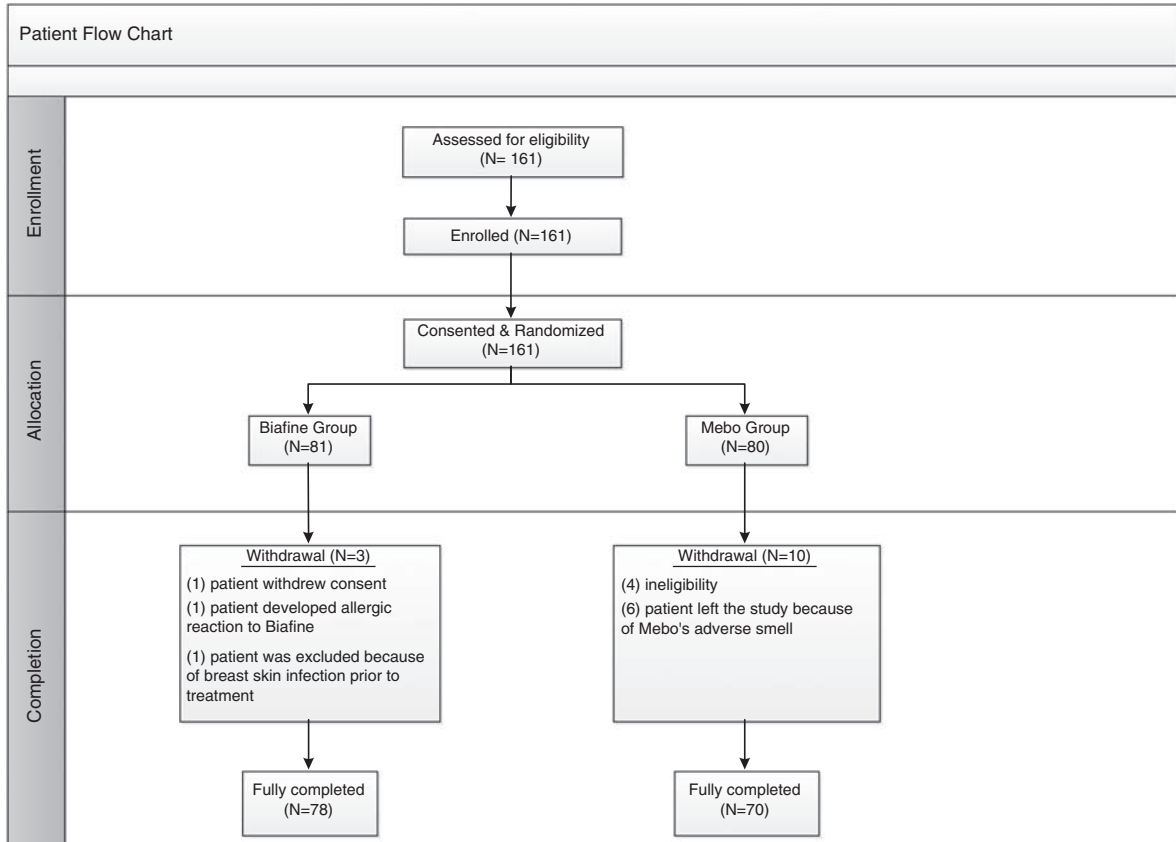 Patient Flow Chart
Enrollment
Assessed for eligibility
(N= 161)
Enrolled (N=161)
Allocation
Consented & Randomized
(N=161)
Biafine Group
(N=81)
Mebo Group
(N=80)
Completion
Withdrawal (N=3)
(1) patient withdrew consent
(1) patient developed allergic
reaction to Biafine
(1) patient was excluded because
of breast skin infection prior to
treatment
Withdrawal (N=10)
(4) ineligibility
(6) patient left the study because
of Mebo's adverse smell
Fully completed
(N=78)
Fully completed
(N=70)